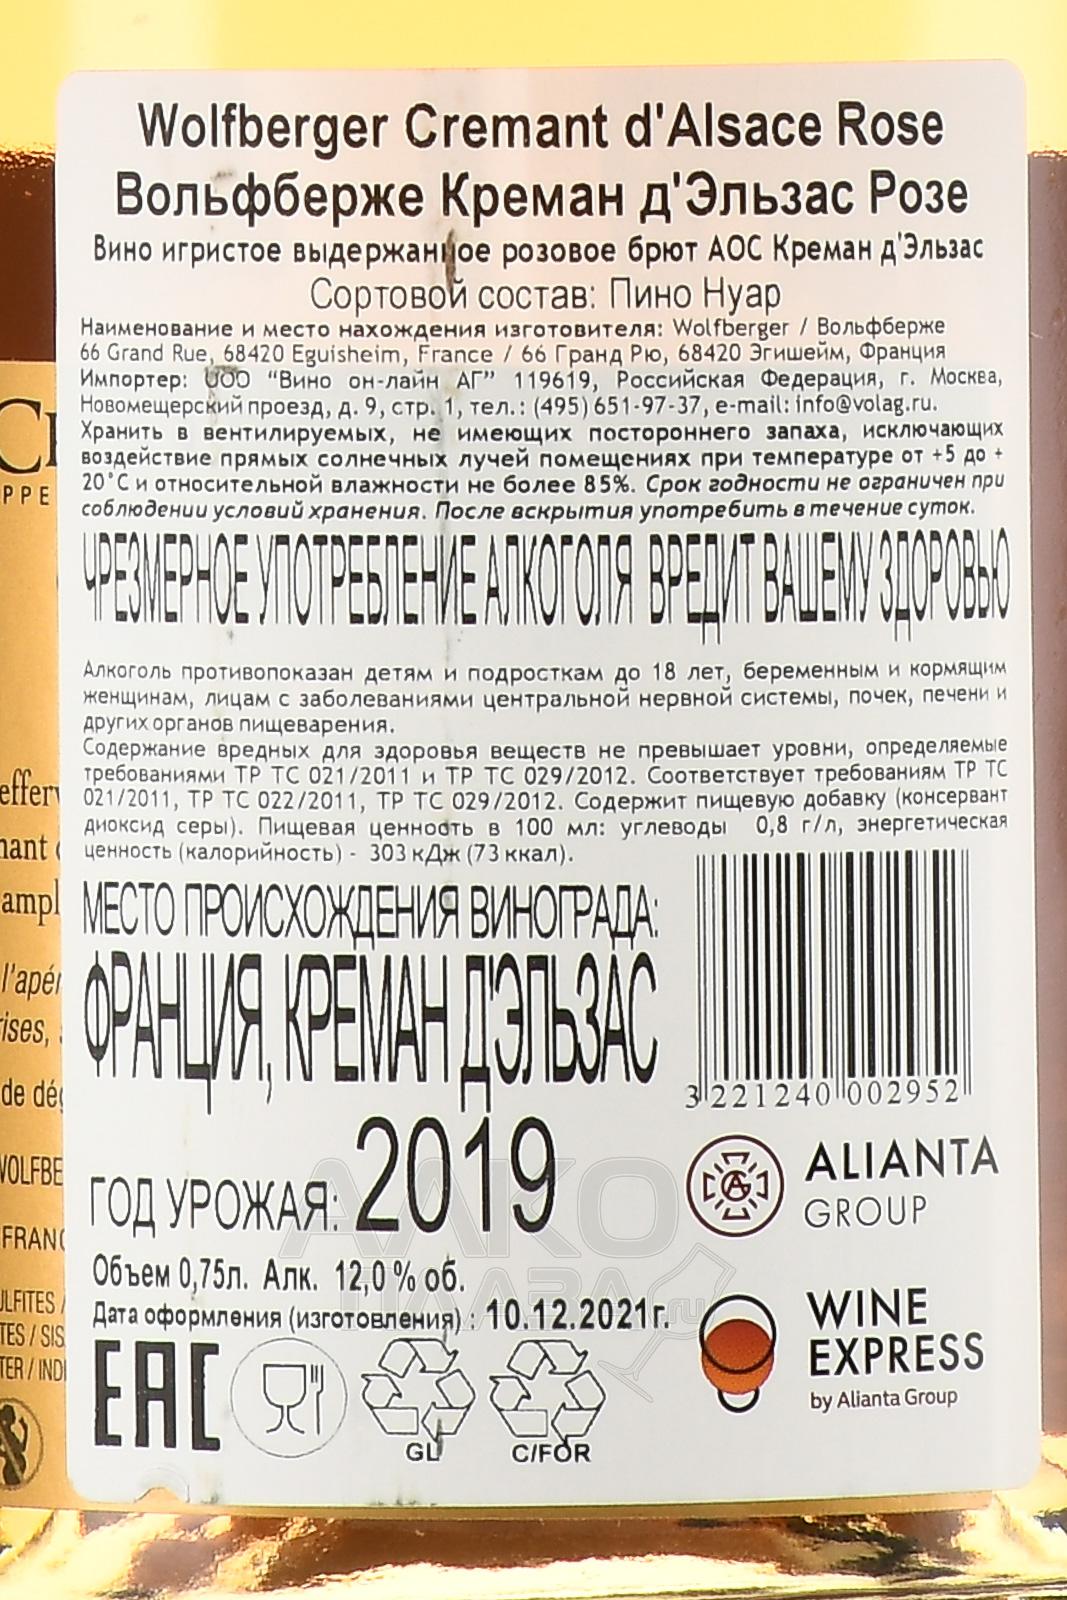 Wolfberger Cremant d'Alsace Rose
Вольфберже Креман д'Эльзас Розе
Вино игристое выдержанное розовое брют АОС Креман д'Эльзас
Сортовой состав: Пино Нуар
Наименование и место нахождения изготовителя: Wolfberger / Вольфберже
66 Grand Rue, 68420 Eguisheim, France / 66 Гранд Рю, 68420 Эгишейм, Франция
Импортер: ООО “Вино он-лайн АГ” 119619, Российская Федерация, г. Москва,
Новомещерский проезд, д. 9, стр. 1, тел.: (495) 651-97-37, e-mail: info@volag.ru.
Хранить в вентилируемых, не имеющих постороннего запаха, исключающих
воздействие прямых солнечных лучей помещениях при температуре от +5 до +
20°С и относительной влажности не более 85%. Срок годности не ограничен при
соблюдении условий хранения. После вскрытия употребить в течение суток.
ЧРЕЗМЕРНОЕ УПОТРЕБЛЕНИЕ АЛКОГОЛЯ ВРЕДИТ ВАШЕМУ ЗДОРОВЬЮ
Алкоголь противопоказан детям и подросткам до 18 лет, беременным и кормящим
женщинам, лицам с заболеваниями центральной нервной системы, почек, печени и
других органов пищеварения.
Содержание вредных для здоровья веществ не превышает уровни, определяемые
требованиями ТР ТС 021/2011 и ТР ТС 029/2012. Соответствует требованиям ТР ТС
021/2011, ТР ТС 022/2011, ТР ТС 029/2012. Содержит пищевую добавку (консервант
диоксид серы). Пищевая ценность в 100 мл: углеводы 0,8 г/л, энергетическая
ценность (калорийность) - 303 кДж (73 ккал).
МЕСТО ПРОИСХОЖДЕНИЯ ВИНОГРАДА:
ФРАНЦИЯ, КРЕМАН Д'ЭЛЬЗАС
3 221240 002952
ГОД УРОЖАЯ: 2019
ALIANTA
GROUP
Объем 0,75л. Алк. 12,0 % об.
Дата оформления (изготовления) : 10.12.2021г.
WINE
EXPRESS
by Alianta Group
EAC
GL
C/FOR
АЛКО
ПЛАЗА.ru